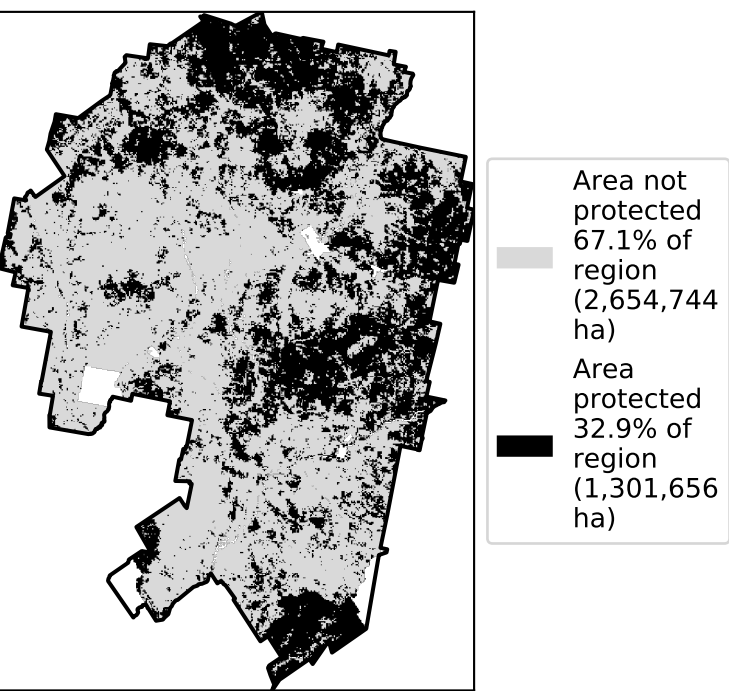 Area not
protected
67.1% of
region
(2,654,744
ha)
Area
protected
32.9% of
region
(1,301,656
ha)